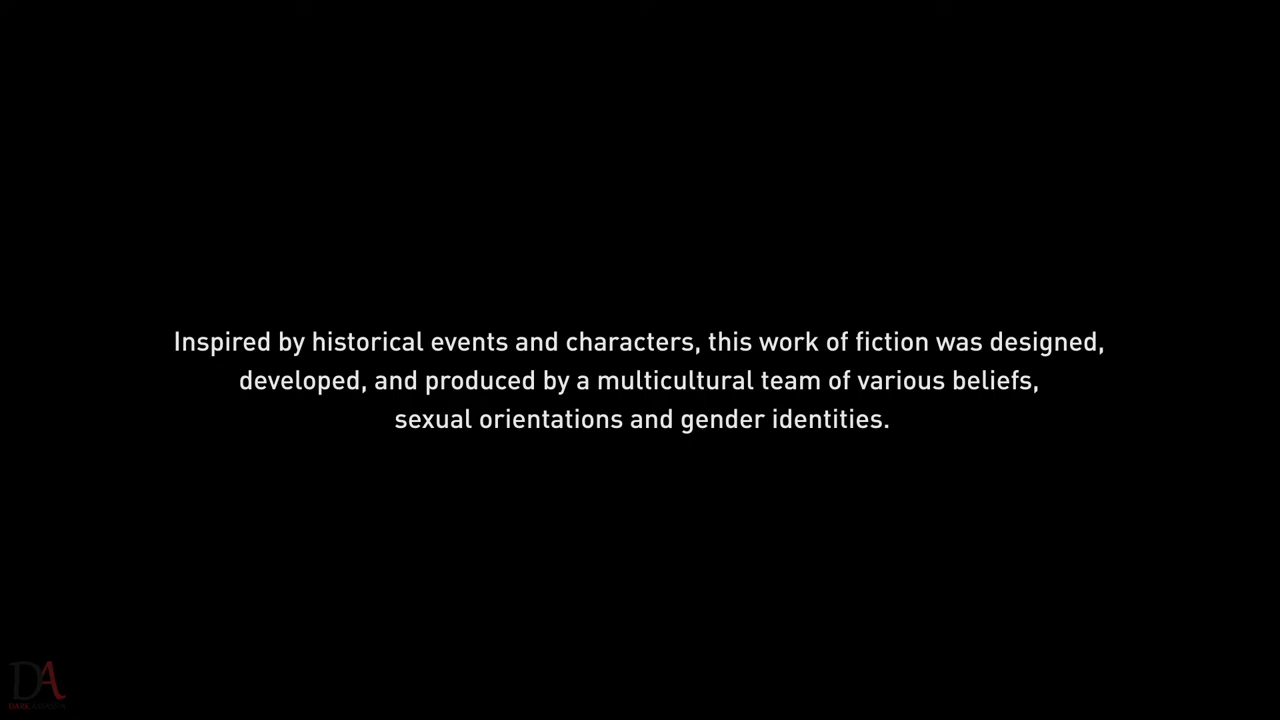 Inspired by historical events and characters, this work of fiction was designed,
developed, and produced by a multicultural team of various beliefs,
sexual orientations and gender identities.
DA
DARK